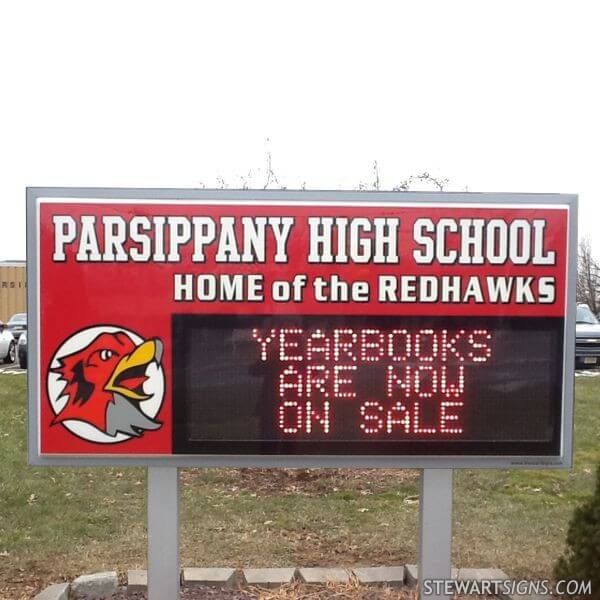 PARSIPPANY HIGH SCHOOL
HOME of the REDHAWKS
YEARBOOKS
ARE NOW
ON SALE
STEWARTSIGNS.COM